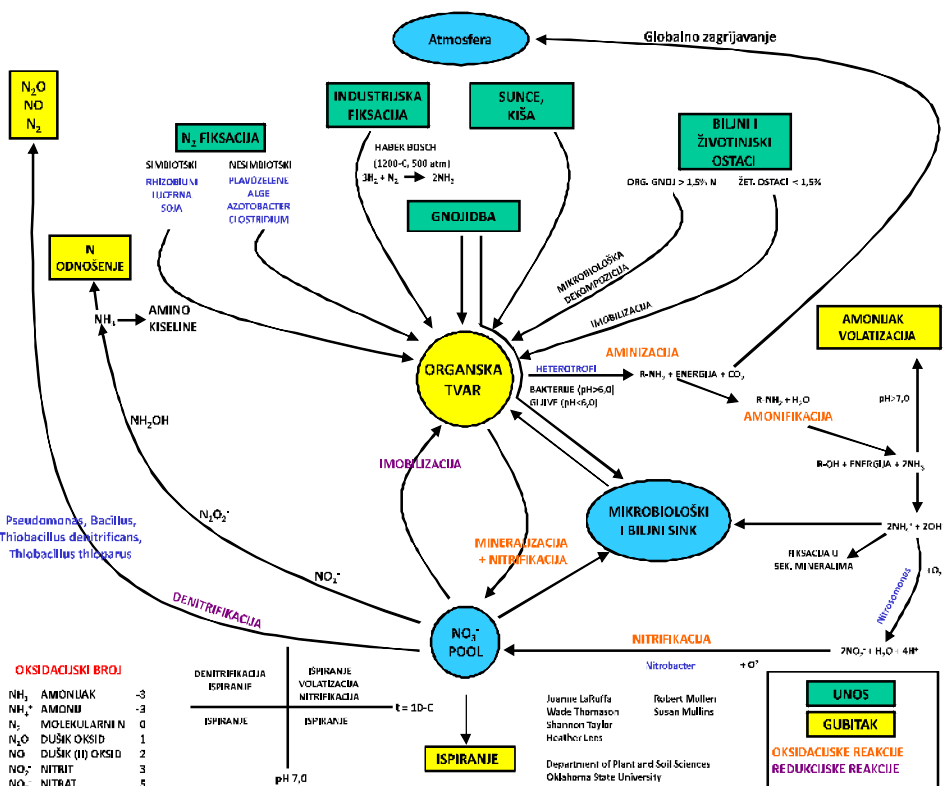 Atmosfera
Globalno zagrijavanje
N₂O
NO
N₂
INDUSTRIJSKA
FIKSACIJA
SUNCE,
KIŠA
BILJNI I
ŽIVOTINJSKI
OSTACI
N₂ FIKSACIJA
SIMBIOTSKI
NESIMBIOTSKI
RHIZOBIUM
LUCERNA
SOJA
PLAVOZELENE
ALGE
AZOTOBACTER
CLOSTRIDIUM
HABER BOSCH
(1200·C, 500 atm)
3H₂ + N₂
2NH₃
ORG. GNOJ > 1,5% N
ŽET. OSTACI < 1,5%
GNOJIDBA
N
ODNOŠENJE
NH₃
AMINO
KISELINE
MIKROBIOLOŠKA
DEKOMPOZICIJA
IMOBILIZACIJA
AMONIJAK
VOLATIZACIJA
ORGANSKA
TVAR
HETEROTROFI
AMINIZACIJA
R-NH₂ + ENERGIJA + CO₂
BAKTERIJE (pH>6,0)
GLJIVE (pH<6,0)
R-NH₂ + H₂O
AMONIFIKACIJA
pH>7,0
R-OH + ENERGIJA + 2NH₃
NH₂OH
IMOBILIZACIJA
N₂O₂⁻
Pseudomonas, Bacillus,
Thiobacillus denitrificans,
Thiobacillus thioparus
MIKROBIOLOŠKI
I BILJNI SINK
2NH₄⁺ + 2OH
MINERALIZACIJA
+ NITRIFIKACIJA
FIKSACIJA U
SEK. MINERALIMA
+O₂
Nitrosomonas
NO₂⁻
DENITRIFIKACIJA
NO₃⁻
POOL
NITRIFIKACIJA
Nitrobacter
+ O²
2NO₂⁻ + H₂O + 4H⁺
OKSIDACIJSKI BROJ
NH₃ AMONIJAK -3
NH₄⁺ AMONIJ -3
N₂ MOLEKULARNI N 0
N₂O DUŠIK OKSID 1
NO DUŠIK (II) OKSID 2
NO₂⁻ NITRIT 3
NO₃⁻ NITRAT 5
DENITRIFIKACIJA
ISPIRANJE
ISPIRANJE
VOLATIZACIJA
NITRIFIKACIJA
t = 10·C
ISPIRANJE
ISPIRANJE
pH 7,0
ISPIRANJE
Joanne LaRuffa
Wade Thomason
Shannon Taylor
Heather Lees
Robert Mullen
Susan Mullins
Department of Plant and Soil Sciences
Oklahoma State University
UNOS
GUBITAK
OKSIDACIJSKE REAKCIJE
REDUKCIJSKE REAKCIJE